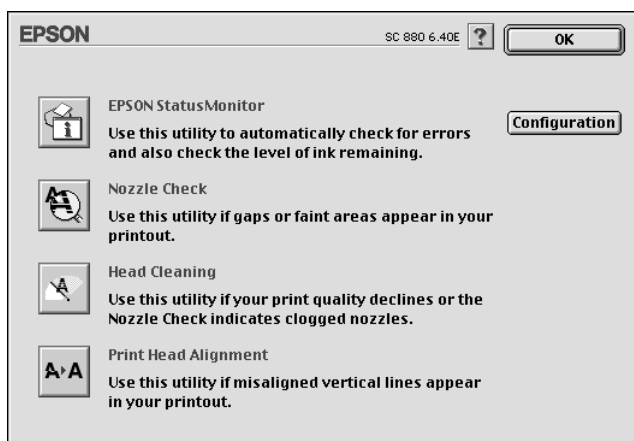 EPSON
SC 880 6.40E ? OK
EPSON StatusMonitor
Use this utility to automatically check for errors
and also check the level of ink remaining.
Configuration
Nozzle Check
Use this utility if gaps or faint areas appear in your
printout.
Head Cleaning
Use this utility if your print quality declines or the
Nozzle Check indicates clogged nozzles.
A A
Print Head Alignment
Use this utility if misaligned vertical lines appear
in your printout.